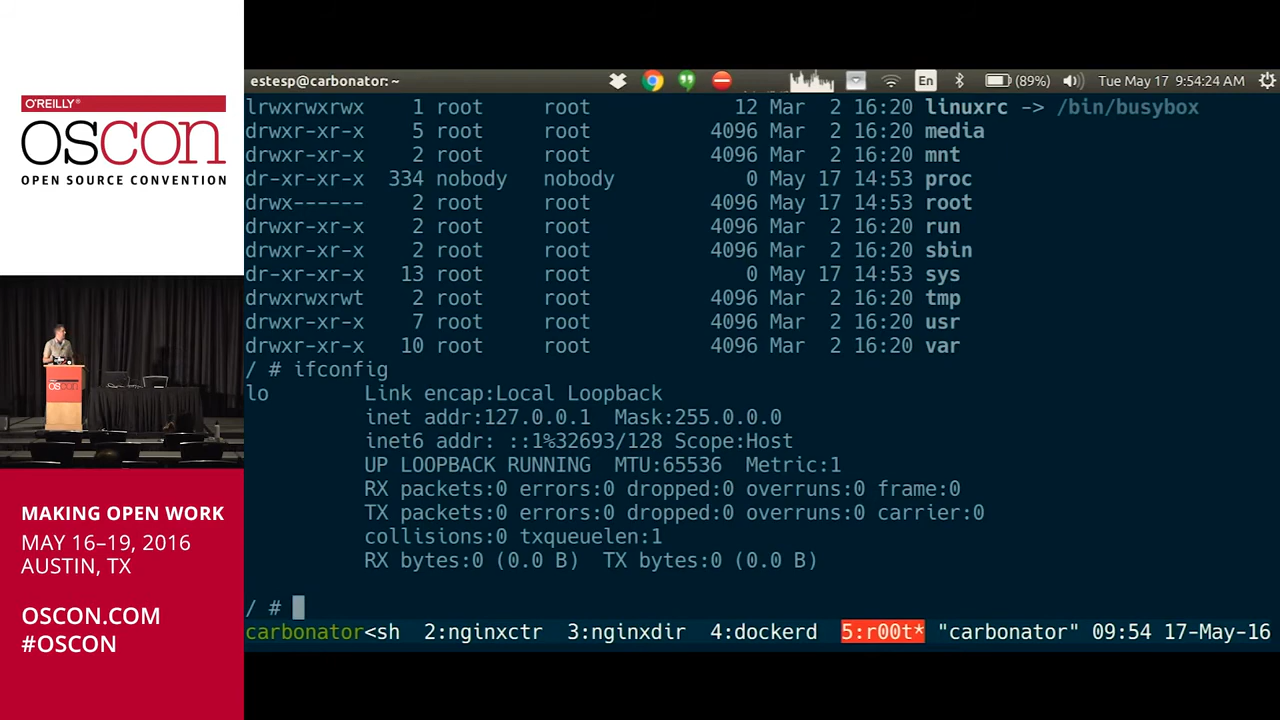 O'REILLY®
OSCON
OPEN SOURCE CONVENTION
MAKING OPEN WORK
MAY 16–19, 2016
AUSTIN, TX
OSCON.COM
#OSCON
estesp@carbonator: ~
En
(89%)
Tue May 17 9:54:24 AM
lrwxrwxrwx 1 root root 12 Mar 2 16:20 linuxrc -> /bin/busybox
drwxr-xr-x 5 root root 4096 Mar 2 16:20 media
drwxr-xr-x 2 root root 4096 Mar 2 16:20 mnt
dr-xr-xr-x 334 nobody nobody 0 May 17 14:53 proc
drwx------ 2 root root 4096 May 17 14:53 root
drwxr-xr-x 2 root root 4096 Mar 2 16:20 run
drwxr-xr-x 2 root root 4096 Mar 2 16:20 sbin
dr-xr-xr-x 13 root root 0 May 17 14:53 sys
drwxrwxrwt 2 root root 4096 Mar 2 16:20 tmp
drwxr-xr-x 7 root root 4096 Mar 2 16:20 usr
drwxr-xr-x 10 root root 4096 Mar 2 16:20 var
/ # ifconfig
lo Link encap:Local Loopback
inet addr:127.0.0.1 Mask:255.0.0.0
inet6 addr: ::1%32693/128 Scope:Host
UP LOOPBACK RUNNING MTU:65536 Metric:1
RX packets:0 errors:0 dropped:0 overruns:0 frame:0
TX packets:0 errors:0 dropped:0 overruns:0 carrier:0
collisions:0 txqueuelen:1
RX bytes:0 (0.0 B) TX bytes:0 (0.0 B)
/ #
carbonator<sh 2:nginxctr 3:nginxdir 4:dockerd 5:r00t* "carbonator" 09:54 17-May-16
oscon